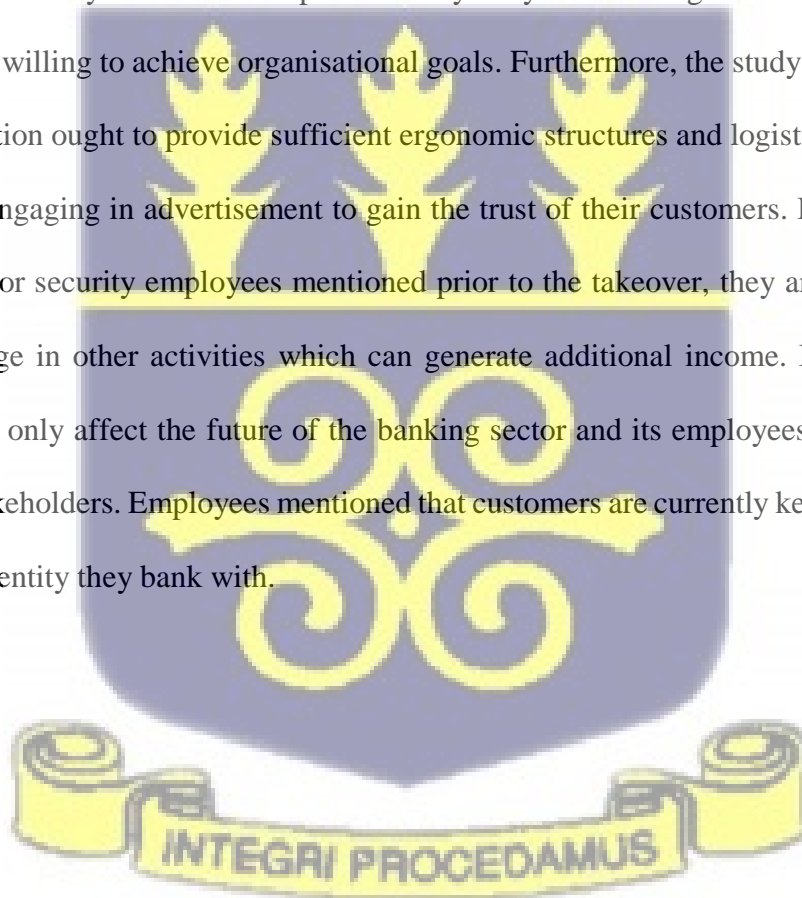 willing to achieve organisational goals. Furthermore, the study
tion ought to provide sufficient ergonomic structures and logist
ngaging in advertisement to gain the trust of their customers.
or security employees mentioned prior to the takeover, they
ge in other activities which can generate additional income.
only affect the future of the banking sector and its employees
keholders. Employees mentioned that customers are currently
entity they bank with.
INTEGRI PROCEDAMUS